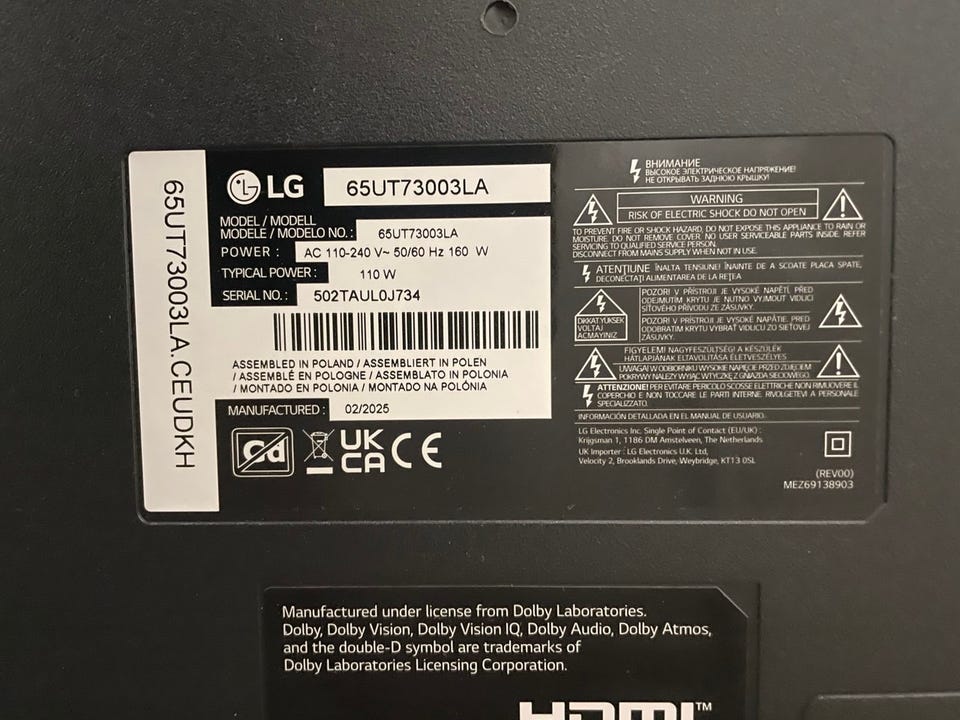 65UT73003LA.CEUDKH
LG
65UT73003LA
MODEL / MODELL
MODELE / MODELO NO. : 65UT73003LA
POWER : AC 110-240 V~ 50/60 Hz 160 W
TYPICAL POWER : 110 W
SERIAL NO. : 502TAUL0J734
ASSEMBLED IN POLAND / ASSEMBLIERT IN POLEN
/ ASSEMBLÉ EN POLOGNE / ASSEMBLATO IN POLONIA
/ MONTADO EN POLONIA / MONTADO NA POLÓNIA
MANUFACTURED : 02/2025
Cd
UK
CA CE
ВНИМАНИЕ
ВЫСОКОЕ ЭЛЕКТРИЧЕСКОЕ НАПРЯЖЕНИЕ!
НЕ ОТКРЫВАТЬ ЗАДНЮЮ КРЫШКУ!
WARNING
RISK OF ELECTRIC SHOCK DO NOT OPEN
TO PREVENT FIRE OR SHOCK HAZARD, DO NOT EXPOSE THIS APPLIANCE TO RAIN OR
MOISTURE. DO NOT REMOVE COVER. NO USER SERVICEABLE PARTS INSIDE. REFER
SERVICING TO QUALIFIED SERVICE PERSON.
DISCONNECT FROM MAINS SUPPLY WHEN NOT IN USE.
ATENŢIUNE ÎNALTA TENSIUNE! ÎNAINTE DE A SCOATE PLACA SPATE,
DECONECTAŢI ALIMENTAREA DE LA REŢEA
DIKKAT.YUKSEK
VOLTAJ
ACMAYINIZ
POZOR! V PŘÍSTROJI JE VYSOKÉ NAPĚTÍ, PŘED
ODEJMUTÍM KRYTU JE NUTNO VYJMOUT VIDLICI
SÍŤOVÉHO PŘÍVODU ZE ZÁSUVKY.
POZOR! V PRÍSTROJI JE VYSOKÉ NAPÄTIE. PRED
ODOBRATIM KRYTU VYBRAŤ VIDLICU ZO SIEŤOVEJ
ZÁSUVKY.
FIGYELEM! NAGYFESZÜLTSÉG! A KÉSZÜLÉK
HÁTLAPJÁNAK ELTÁVOLÍTÁSA ÉLETVESZÉLYES.
UWAGA! W ODBIORNIKU WYSOKIE NAPIĘCIE PRZED ZDJĘCIEM
POKRYWY NALEŻY WYJĄĆ WTYCZKĘ Z GNIAZDA SIECIOWEGO.
ATTENZIONE! PER EVITARE PERICOLO SCOSSE ELETTRICHE NON RIMUOVERE IL
COPERCHIO E NON TOCCARE LE PARTI INTERNE. RIVOLGETEVI A PERSONALE
SPECIALIZZATO.
INFORMACIÓN DETALLADA EN EL MANUAL DE USUARIO.
LG Electronics Inc. Single Point of Contact (EU/UK) :
Krijgsman 1, 1186 DM Amstelveen, The Netherlands
UK Importer : LG Electronics U.K. Ltd,
Velocity 2, Brooklands Drive, Weybridge, KT13 0SL
(REV00)
MEZ69138903
Manufactured under license from Dolby Laboratories.
Dolby, Dolby Vision, Dolby Vision IQ, Dolby Audio, Dolby Atmos,
and the double-D symbol are trademarks of
Dolby Laboratories Licensing Corporation.
HDMI™